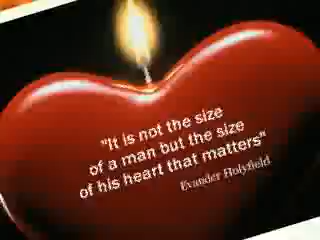 "It is not the size
of a man but the size
of his heart that matters"
Evander Holyfield